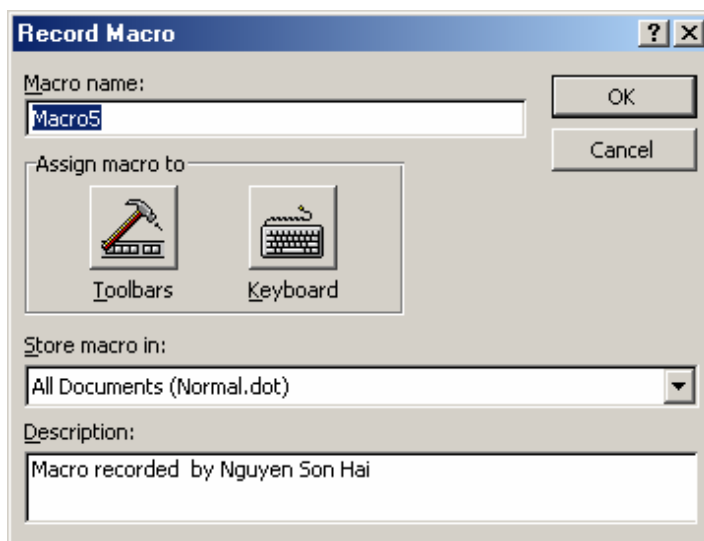 Record Macro
Macro name:
OK
Macro5
Cancel
Assign macro to
Toolbars Keyboard
Store macro in:
All Documents (Normal.dot)
Description:
Macro recorded  by Nguyen Son Hai